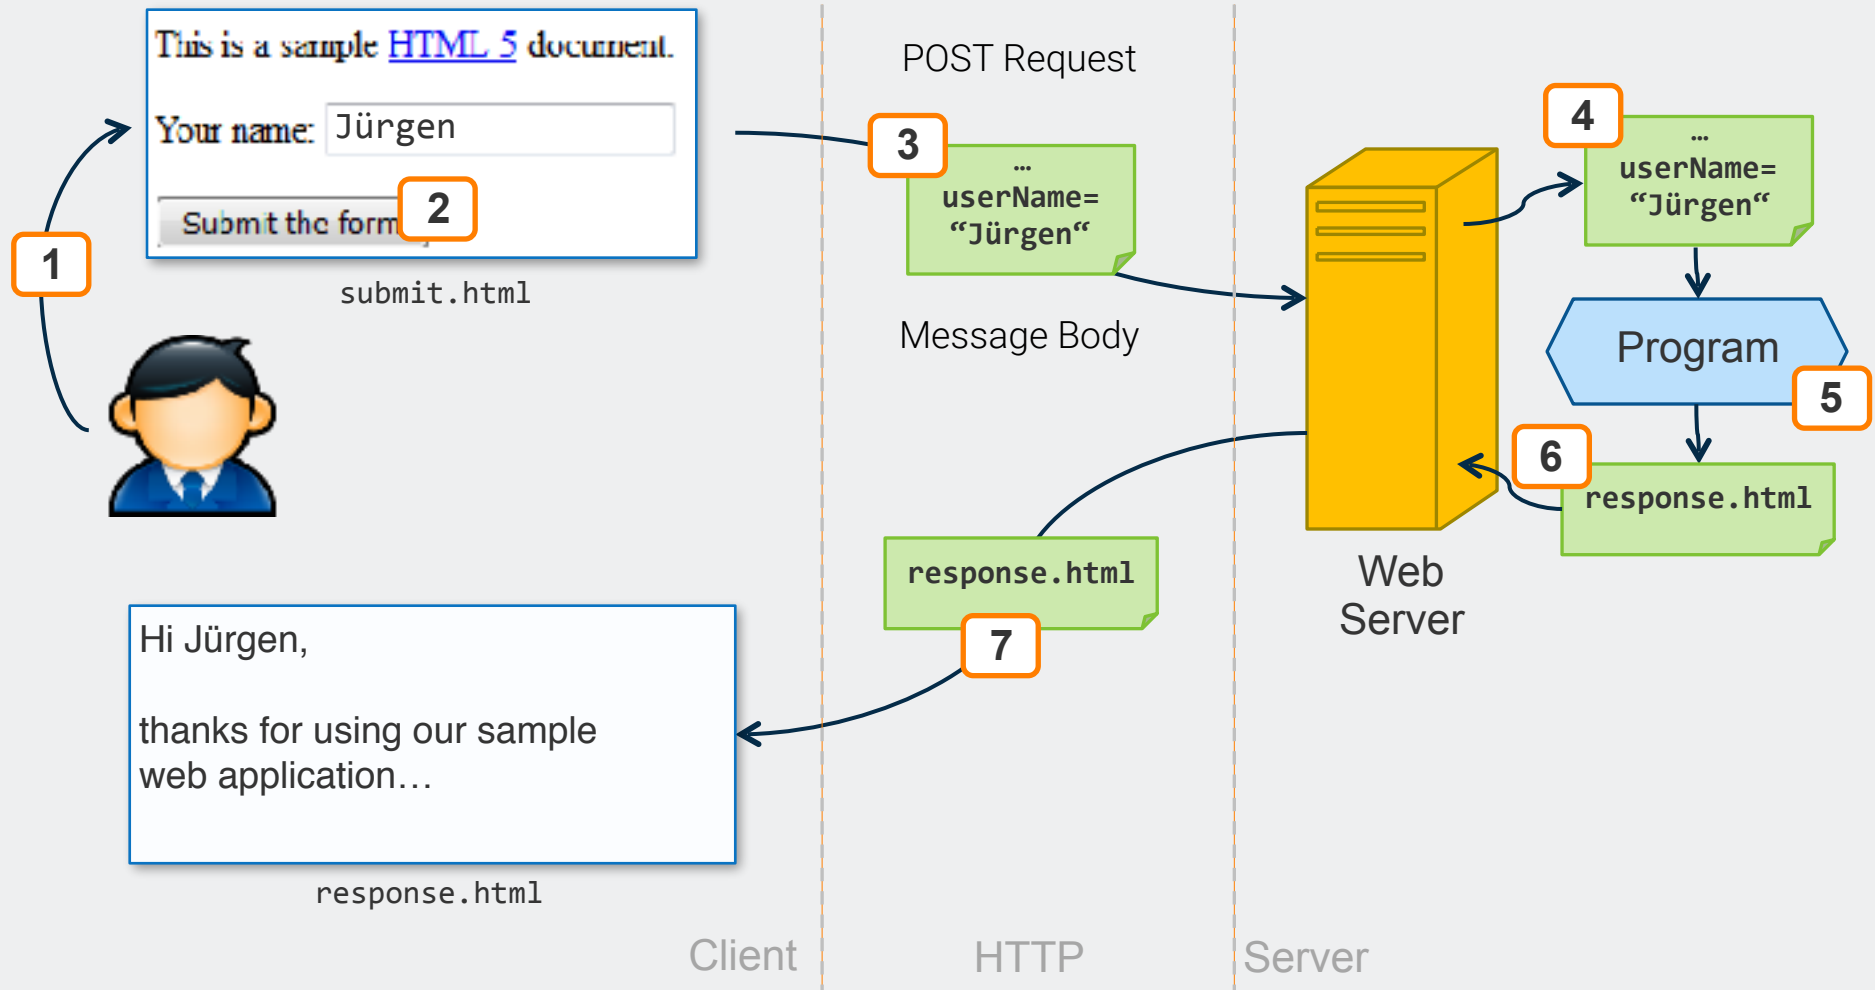 This is a sample HTML 5 document.
Your name: Jürgen
Submit the form
2
1
submit.html
POST Request
3
…
userName=
“Jürgen“
Message Body
4
…
userName=
“Jürgen“
Program
5
6
response.html
Web
Server
response.html
7
Hi Jürgen,
thanks for using our sample
web application…
response.html
Client
HTTP
Server